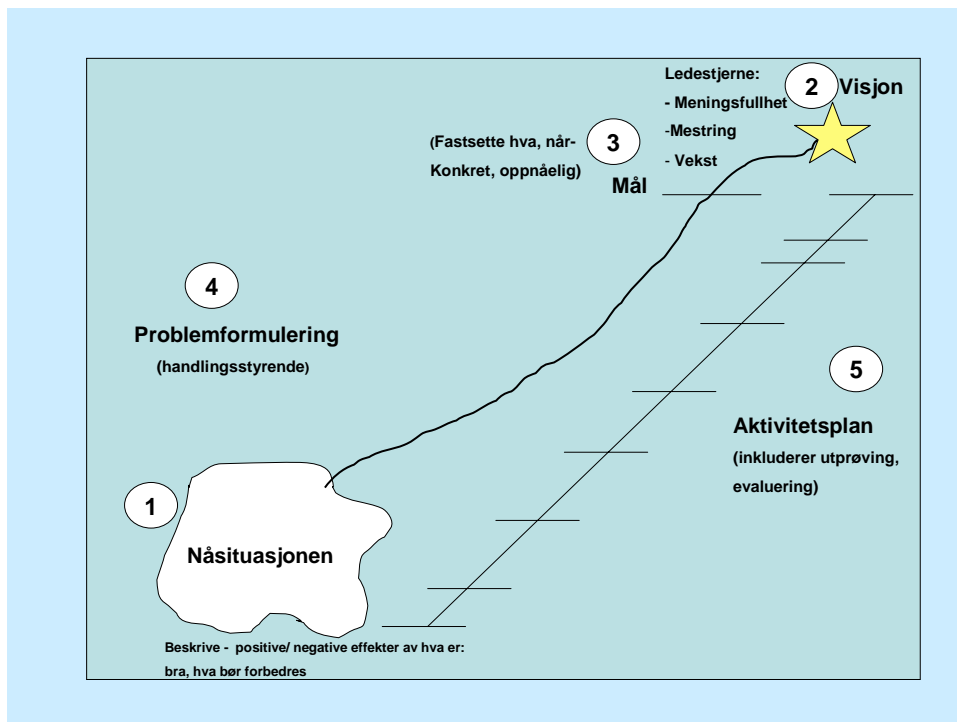 Ledestjerne:
- Meningsfullhet
-Mestring
- Vekst
2
Visjon
(Fastsette hva, når-
Konkret, oppnåelig)
3
Mål
4
Problemformulering
(handlingsstyrende)
5
Aktivitetsplan
(inkluderer utprøving,
evaluering)
1
Nåsituasjonen
Beskrive - positive/ negative effekter av hva er:
bra, hva bør forbedres